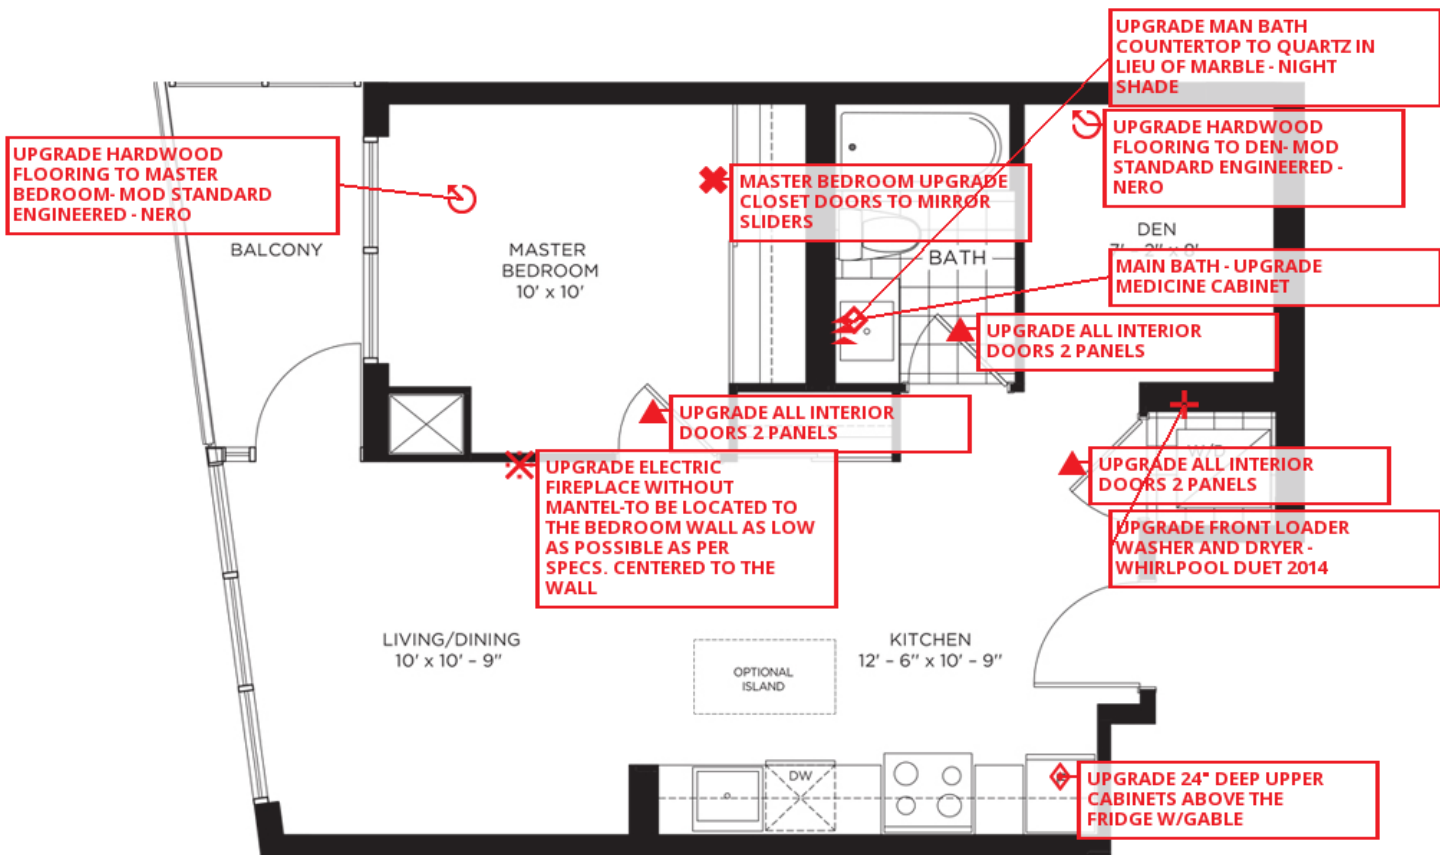 UPGRADE MAN BATH
COUNTERTOP TO QUARTZ IN
LIEU OF MARBLE - NIGHT
SHADE
UPGRADE HARDWOOD
FLOORING TO DEN- MOD
STANDARD ENGINEERED -
NERO
UPGRADE HARDWOOD
FLOORING TO MASTER
BEDROOM- MOD STANDARD
ENGINEERED - NERO
MASTER BEDROOM UPGRADE
CLOSET DOORS TO MIRROR
SLIDERS
BALCONY
MASTER
BEDROOM
10' x 10'
BATH
DEN
MAIN BATH - UPGRADE
MEDICINE CABINET
UPGRADE ALL INTERIOR
DOORS 2 PANELS
UPGRADE ALL INTERIOR
DOORS 2 PANELS
W/D
UPGRADE ALL INTERIOR
DOORS 2 PANELS
UPGRADE ELECTRIC
FIREPLACE WITHOUT
MANTEL-TO BE LOCATED TO
THE BEDROOM WALL AS LOW
AS POSSIBLE AS PER
SPECS. CENTERED TO THE
WALL
UPGRADE FRONT LOADER
WASHER AND DRYER -
WHIRLPOOL DUET 2014
LIVING/DINING
10' x 10' - 9"
OPTIONAL
ISLAND
KITCHEN
12' - 6" x 10' - 9"
DW
UPGRADE 24" DEEP UPPER
CABINETS ABOVE THE
FRIDGE W/GABLE